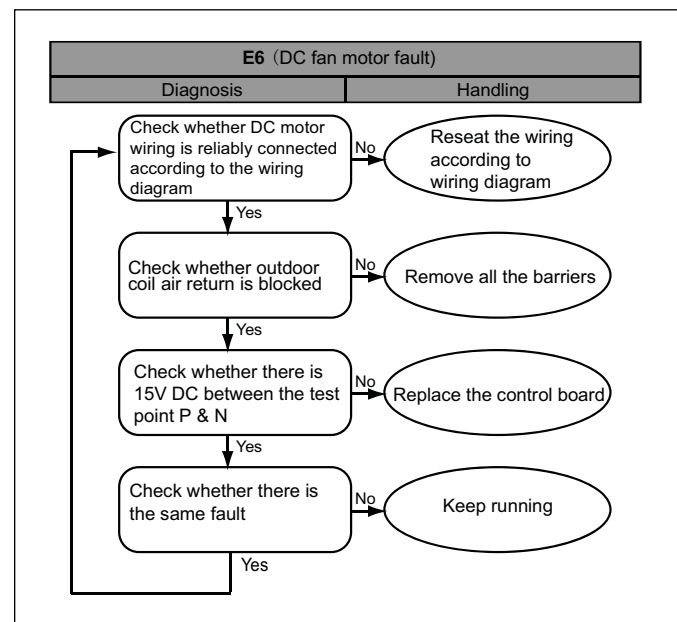 E6（DC fan motor fault)
Diagnosis
Handling
Check whether DC motor
wiring is reliably connected
according to the wiring
diagram
No
Reseat the wiring
according to
wiring diagram
Yes
Check whether outdoor
coil air return is blocked
No
Remove all the barriers
Yes
Check whether there is
15V DC between the test
point P & N
No
Replace the control board
Yes
Check whether there is
the same fault
No
Keep running
Yes